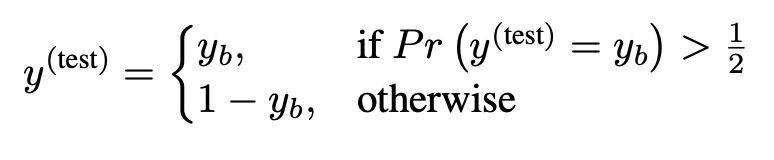 y^(test) = { y_b, if Pr (y^(test) = y_b) > 1/2
1 − y_b, otherwise